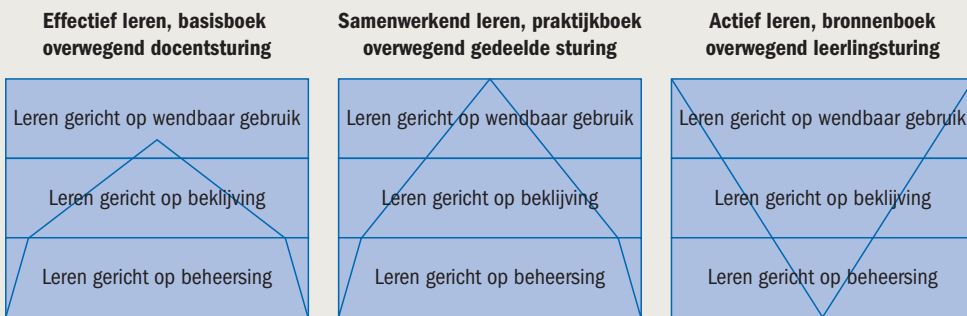 Effectief leren, basisboek
overwegend docentsturing
Leren gericht op wendbaar gebruik
Leren gericht op beklijving
Leren gericht op beheersing
Samenwerkend leren, praktijkboek
overwegend gedeelde sturing
Leren gericht op wendbaar gebruik
Leren gericht op beklijving
Leren gericht op beheersing
Actief leren, bronnenboek
overwegend leerlingsturing
Leren gericht op wendbaar gebruik
Leren gericht op beklijving
Leren gericht op beheersing